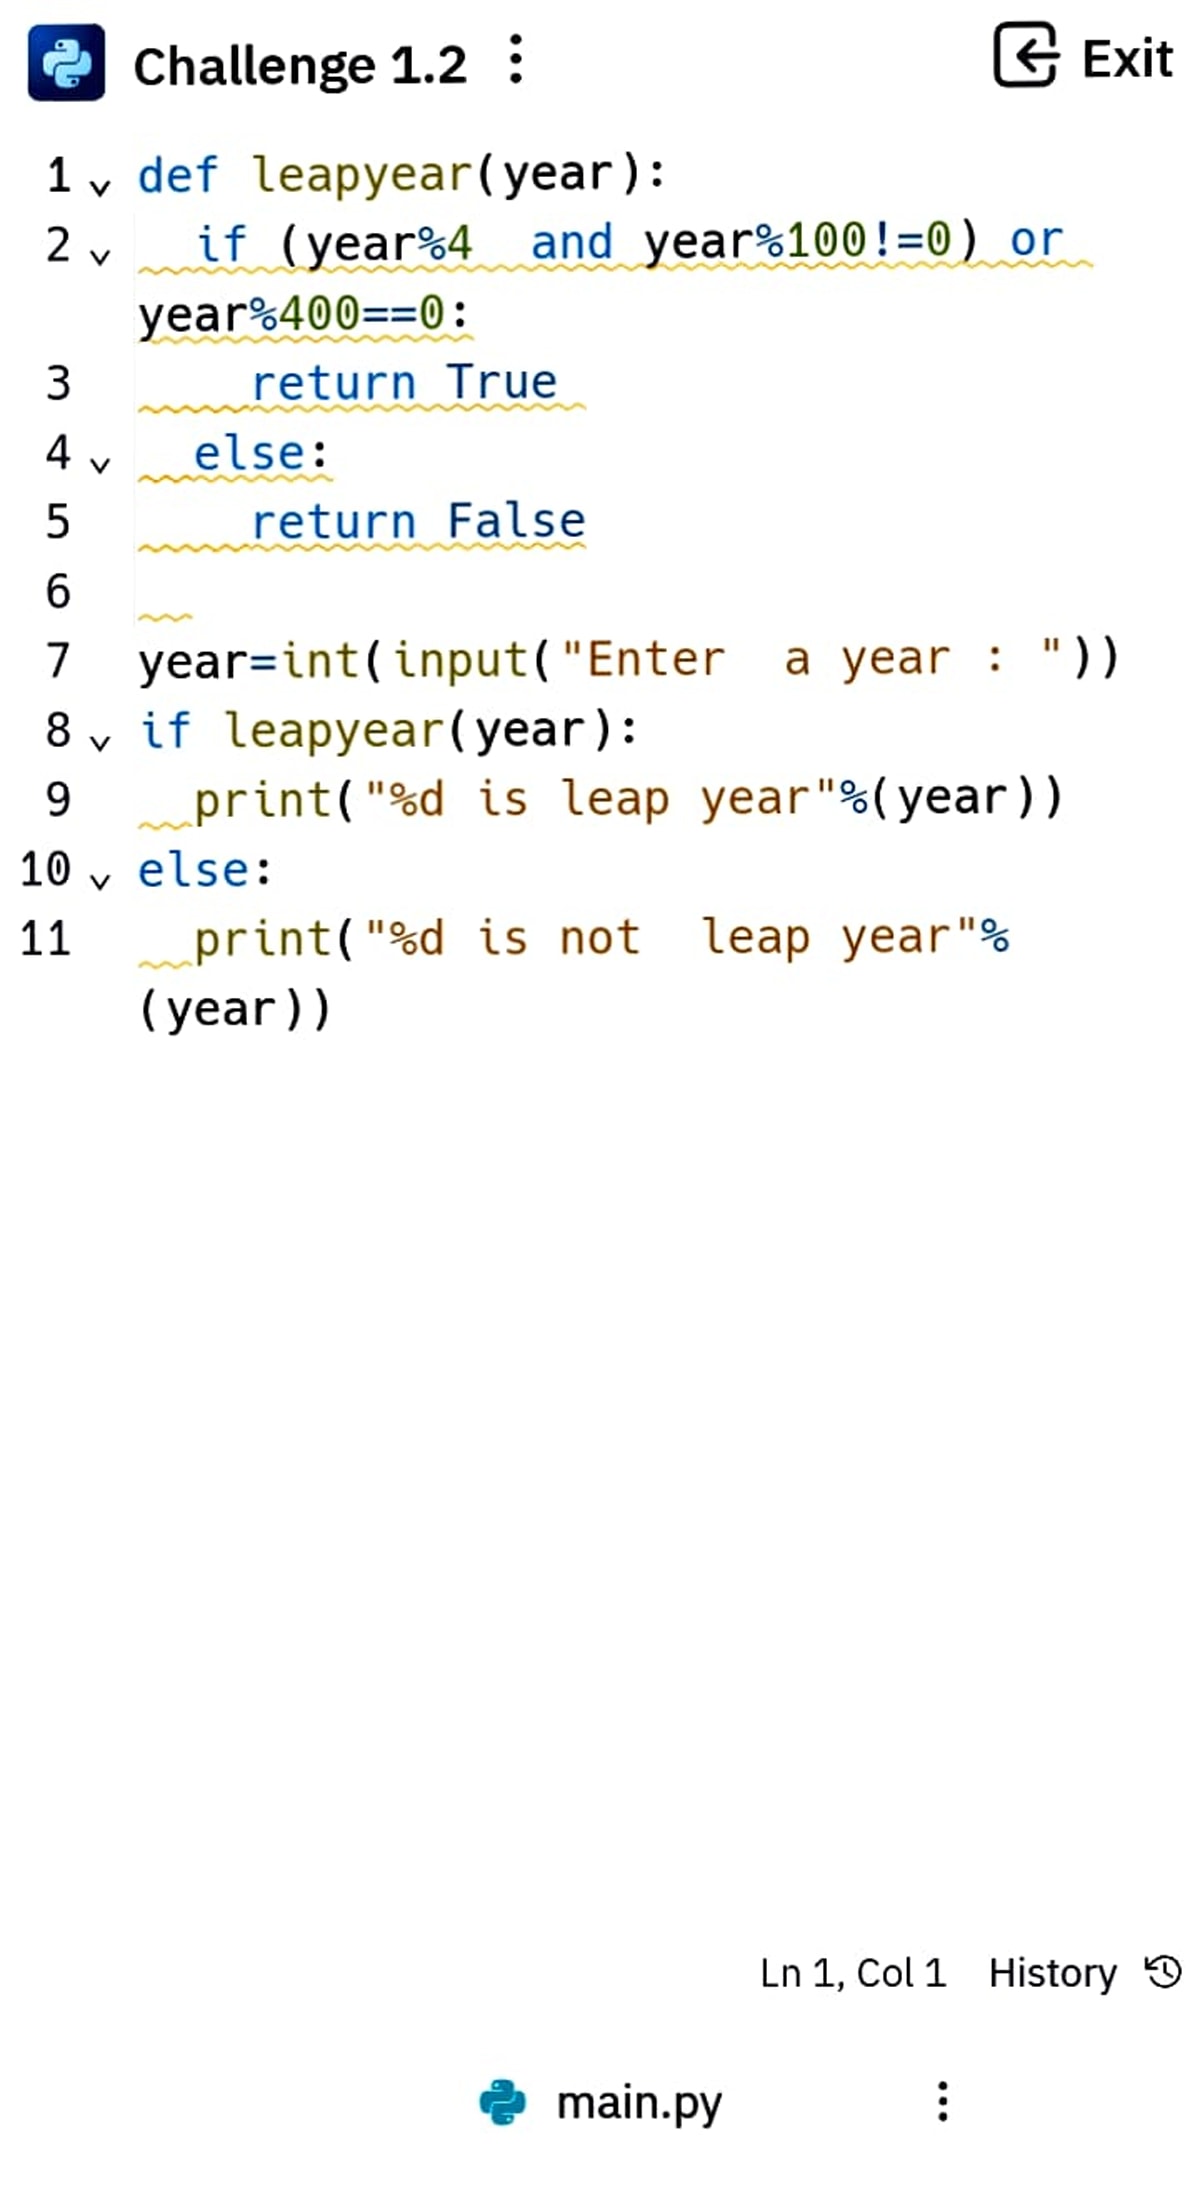 Challenge 1.2
Exit
1 def leapyear(year):
2   if (year%4  and year%100!=0) or
year%400==0:
3     return True
4   else:
5     return False
6
7 year=int(input("Enter  a year : "))
8 if leapyear(year):
9   print("%d is leap year"%(year))
10 else:
11   print("%d is not  leap year"%
(year))
Ln 1, Col 1 History
main.py